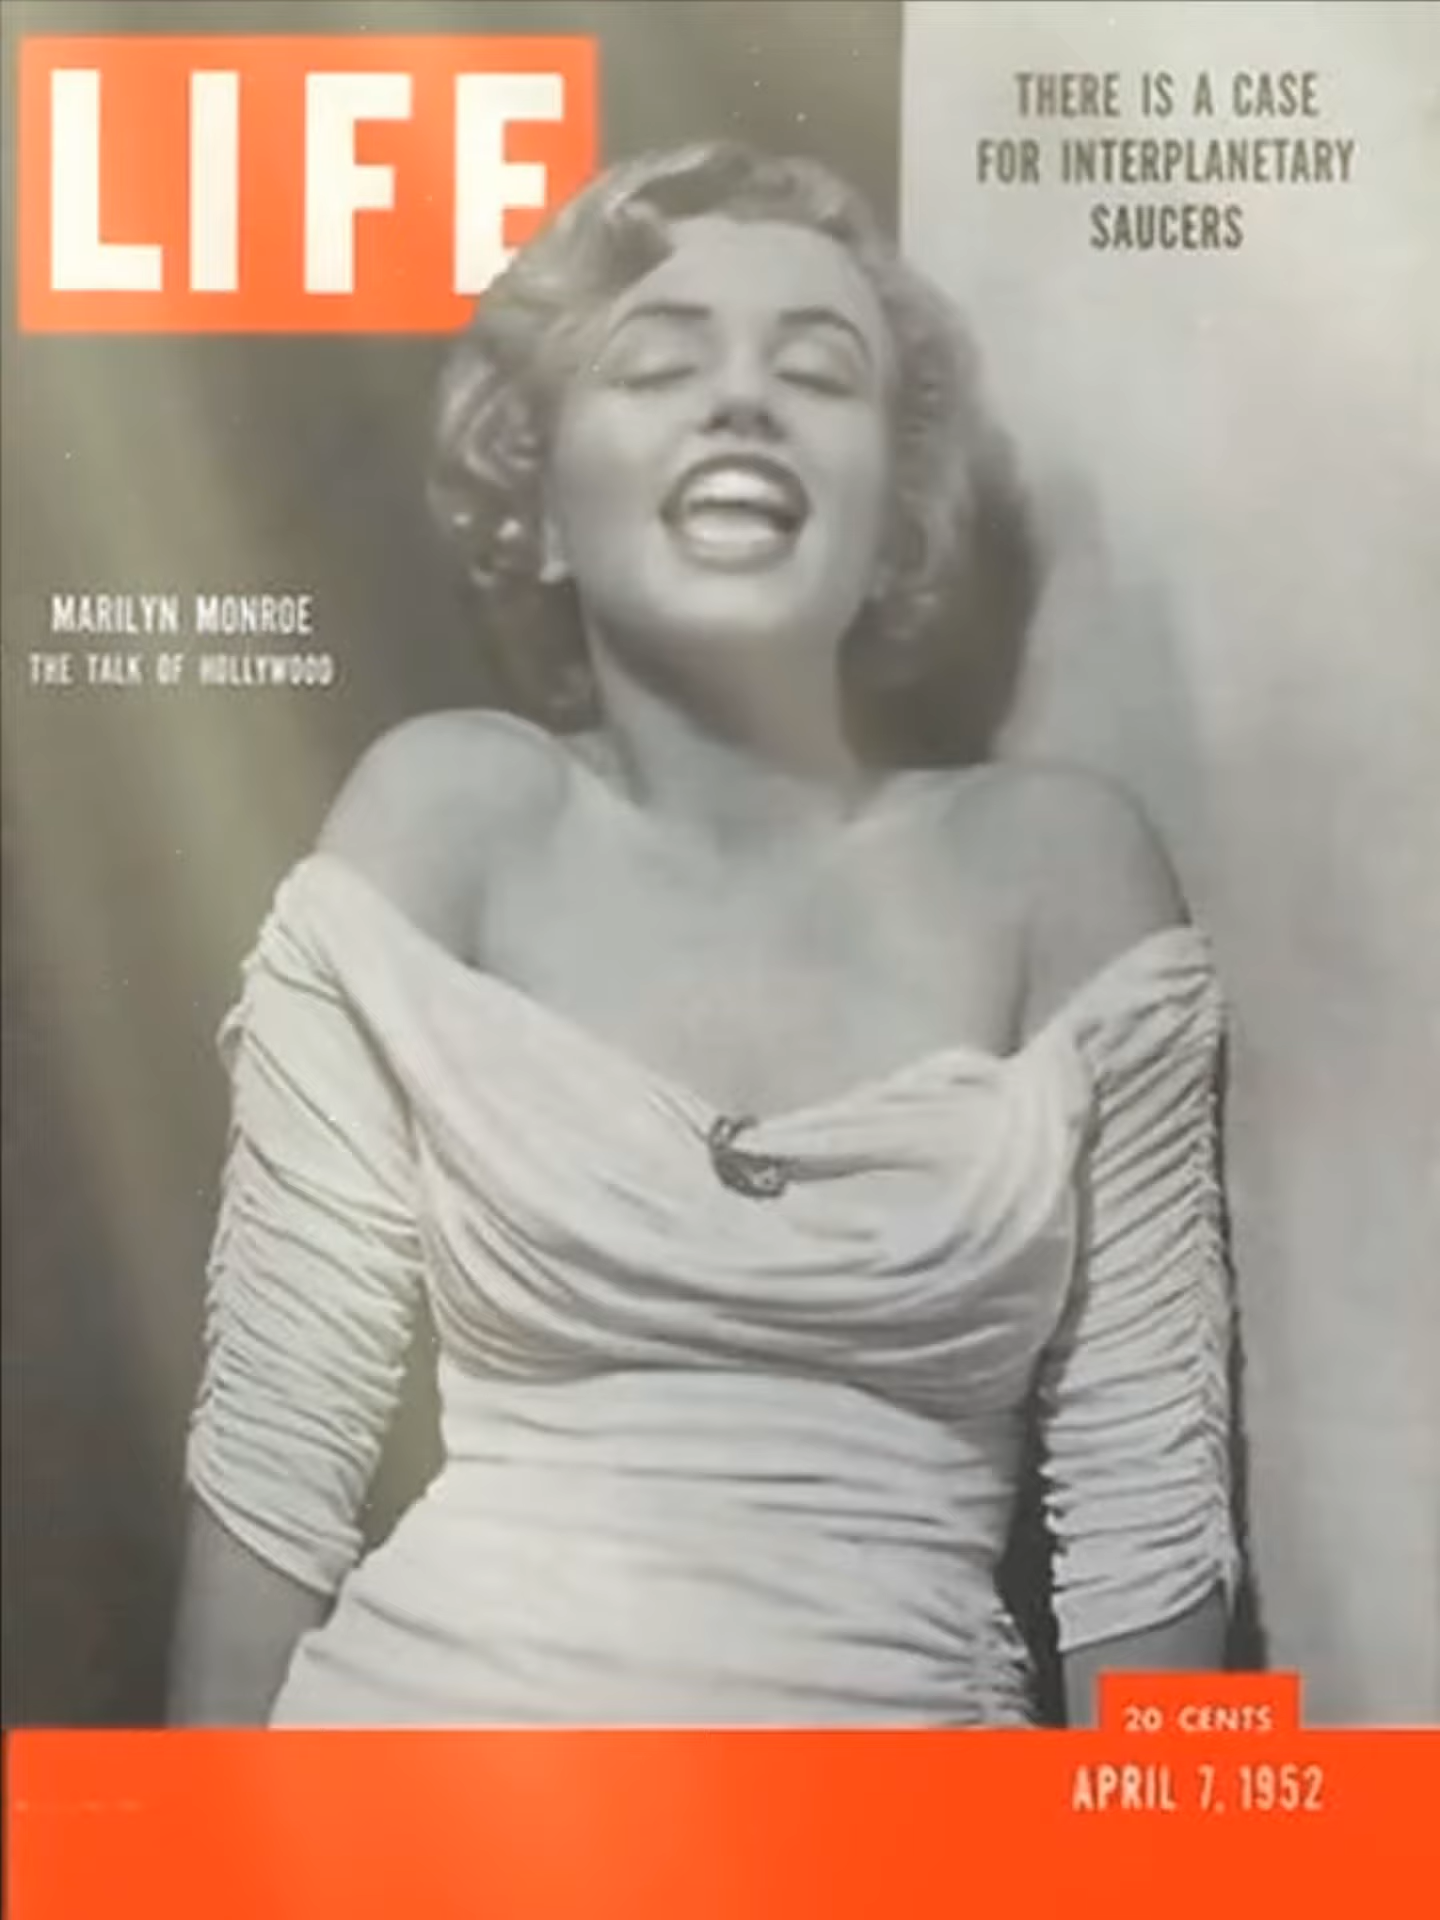 LIFE
THERE IS A CASE
FOR INTERPLANETARY
SAUCERS
MARILYN MONROE
THE TALK OF HOLLYWOOD
20 CENTS
APRIL 7, 1952